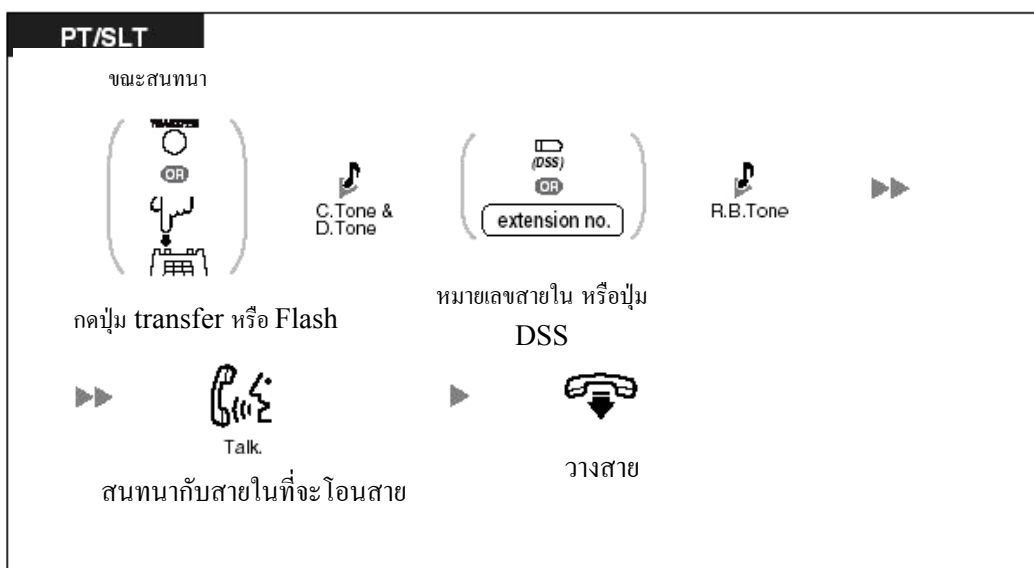 PT/SLT
ขณะสนทนา
TRANSFER
OR
C.Tone &
D.Tone
(DSS)
OR
extension no.
R.B.Tone
กดปุ่ม transfer หรือ Flash
หมายเลขสายใน หรือปุ่ม
DSS
Talk.
สนทนากับสายในที่จะโอนสาย
วางสาย